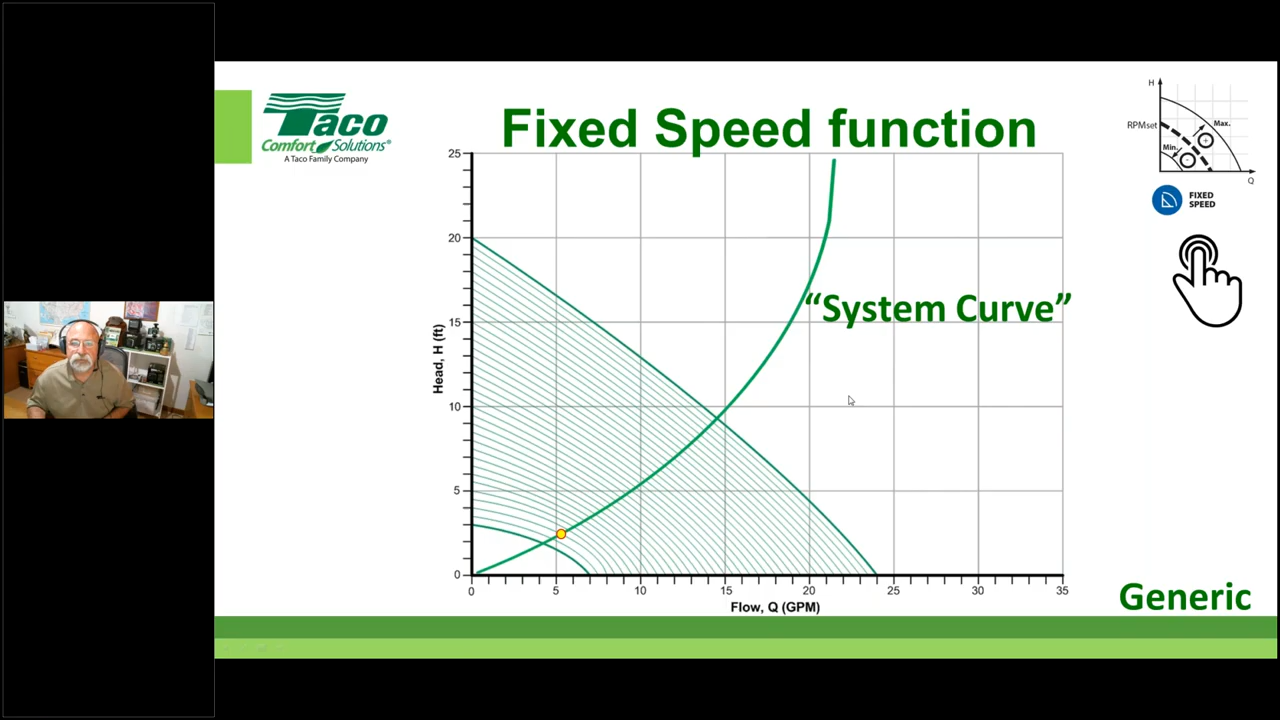 Taco
Comfort Solutions®
A Taco Family Company
Fixed Speed function
H
RPMset
Max.
Min.
Q
FIXED
SPEED
25
20
15
10
5
0
Head, H (ft)
"System Curve"
0 5 10 15 20 25 30 35
Flow, Q (GPM)
Generic